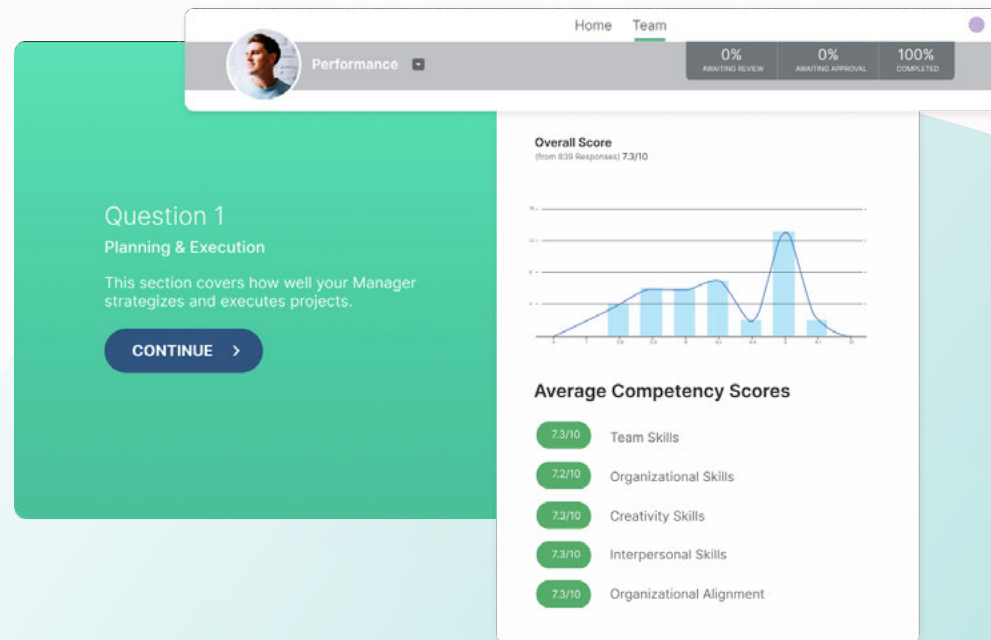 Home Team
Performance
0% 0% 100%
AWAITING REVIEW AWAITING APPROVAL COMPLETED
Question 1
Planning & Execution
This section covers how well your Manager
strategizes and executes projects.
CONTINUE >
Overall Score
(from 839 Responses) 7.3/10
Average Competency Scores
7.3/10 Team Skills
7.2/10 Organizational Skills
7.3/10 Creativity Skills
7.3/10 Interpersonal Skills
7.3/10 Organizational Alignment